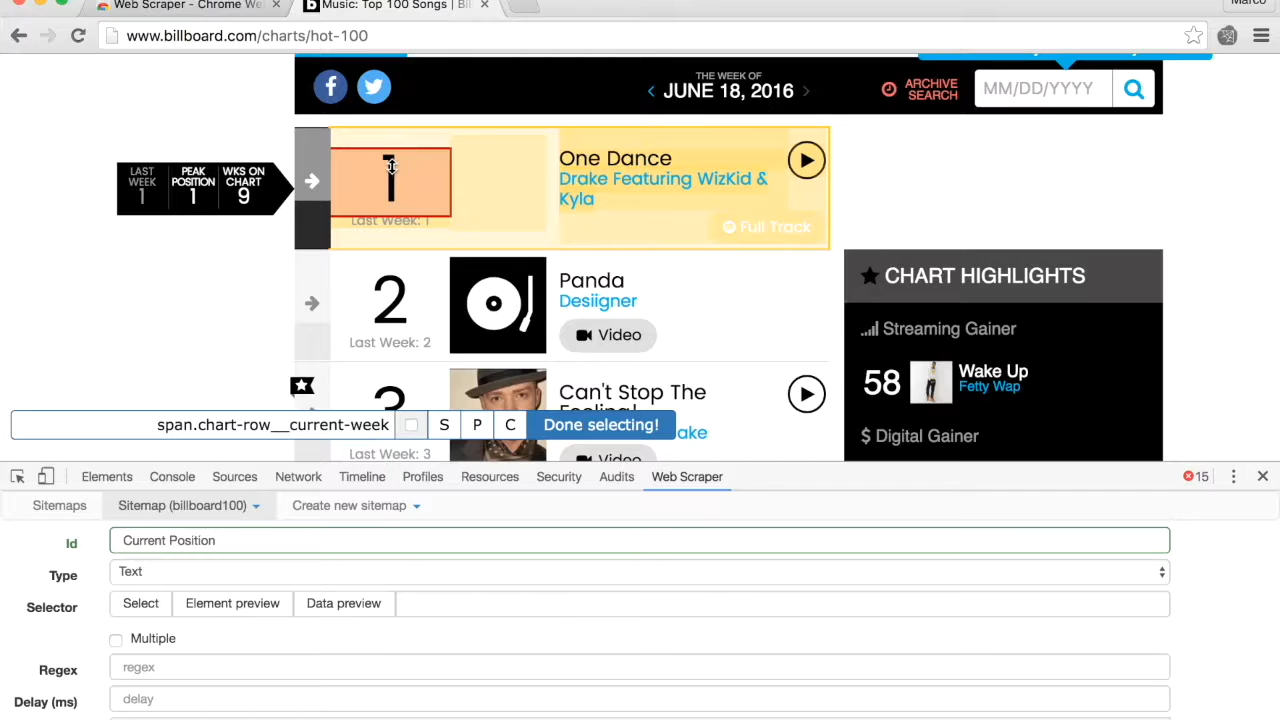 Web Scraper - Chrome We
Music: Top 100 Songs | Bil
Marco
www.billboard.com/charts/hot-100
THE WEEK OF
JUNE 18, 2016
ARCHIVE
SEARCH
MM/DD/YYYY
LAST
WEEK
1
PEAK
POSITION
1
WKS ON
CHART
9
1
Last Week: 1
One Dance
Drake Featuring WizKid &
Kyla
Full Track
2
Last Week: 2
Panda
Desiigner
Video
3
Last Week: 3
Can't Stop The
Feeling!
ake
Video
CHART HIGHLIGHTS
Streaming Gainer
58
Wake Up
Fetty Wap
$ Digital Gainer
span.chart-row__current-week
S
P
C
Done selecting!
Elements
Console
Sources
Network
Timeline
Profiles
Resources
Security
Audits
Web Scraper
15
Sitemaps
Sitemap (billboard100)
Create new sitemap
Id
Current Position
Type
Text
Selector
Select
Element preview
Data preview
Multiple
Regex
regex
Delay (ms)
delay